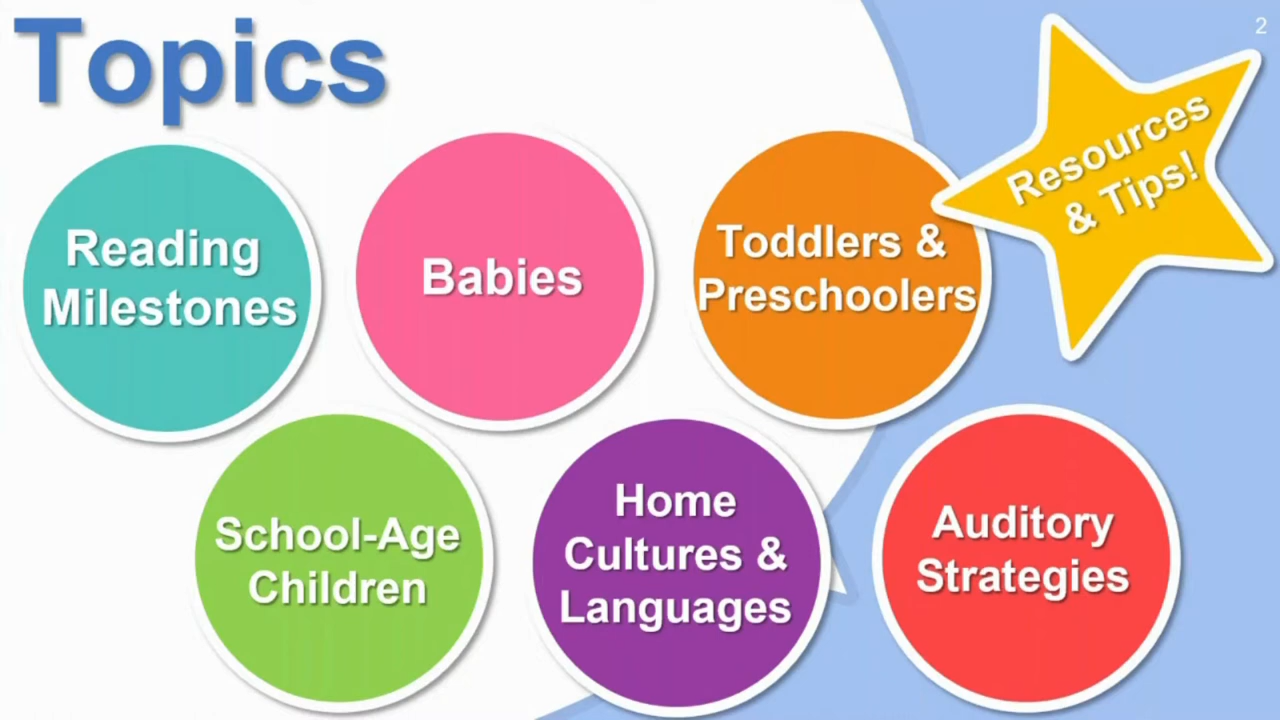 Topics
2
Resources
& Tips!
Reading
Milestones
Babies
Toddlers &
Preschoolers
School-Age
Children
Home
Cultures &
Languages
Auditory
Strategies